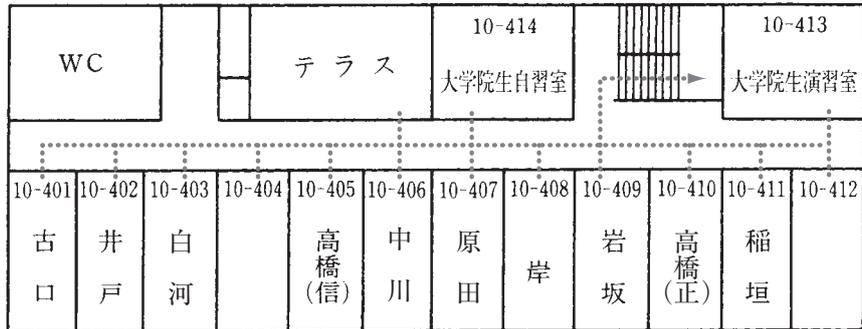 WC
テラス
10-414
大学院生自習室
10-413
大学院生演習室
10-401
古口
10-402
井戸
10-403
白河
10-404
10-405
高橋(信)
10-406
中川
10-407
原田
10-408
岸
10-409
岩坂
10-410
高橋(正)
10-411
稲垣
10-412